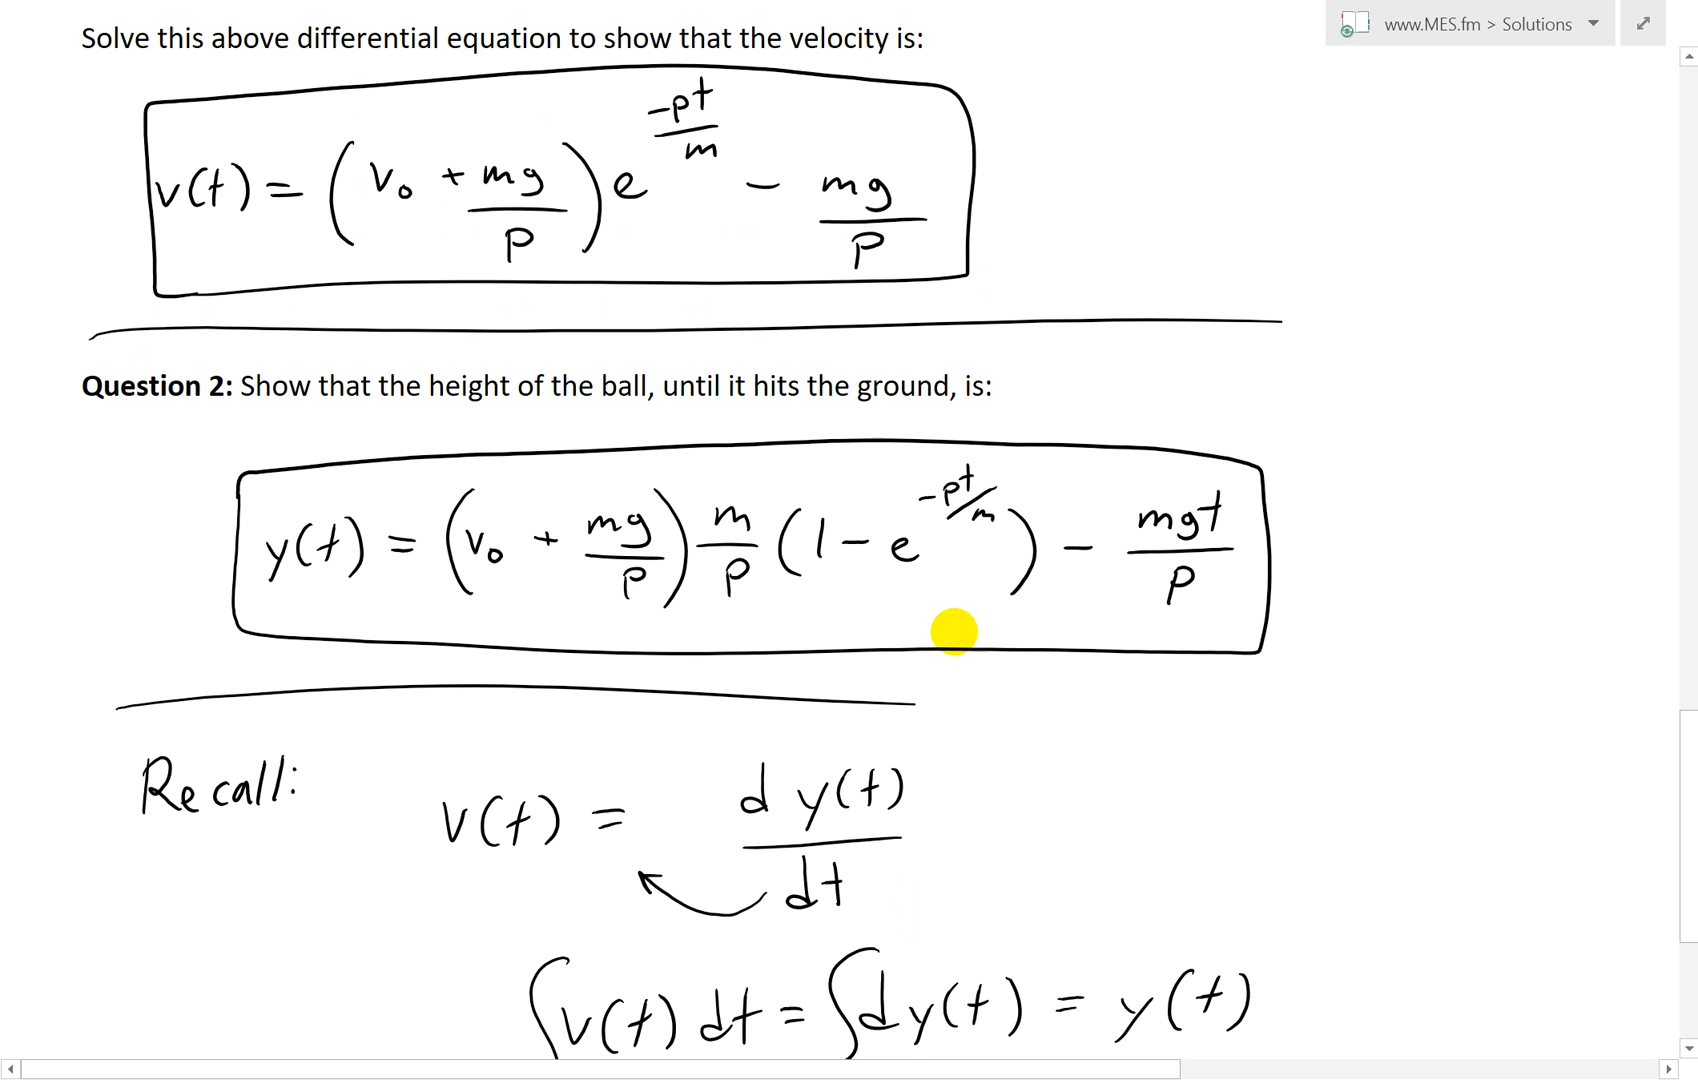 Solve this above differential equation to show that the velocity is:
www.MES.fm > Solutions
v(t) = (v₀ + mg/p) e^(-pt/m) - mg/p
Question 2: Show that the height of the ball, until it hits the ground, is:
y(t) = (v₀ + mg/p) m/p (1 - e^(-pt/m)) - mgt/p
Recall:
v(t) = dy(t)/dt
∫v(t) dt = ∫dy(t) = y(t)